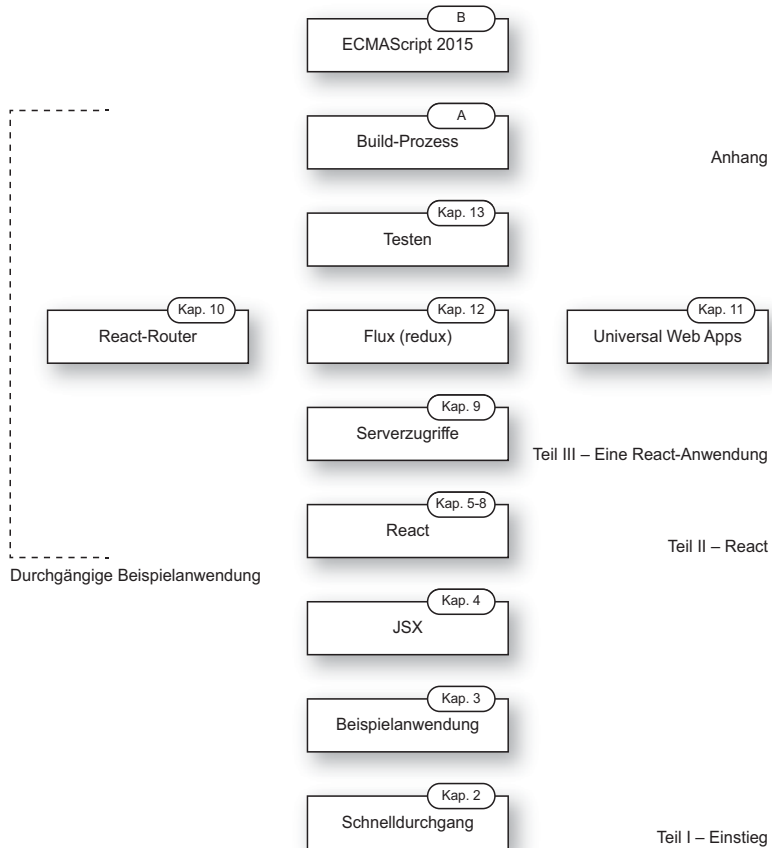 B
ECMAScript 2015
A
Build-Prozess
Anhang
Kap. 13
Testen
Kap. 10
React-Router
Kap. 12
Flux (redux)
Kap. 11
Universal Web Apps
Kap. 9
Serverzugriffe
Teil III – Eine React-Anwendung
Kap. 5-8
React
Teil II – React
Durchgängige Beispielanwendung
Kap. 4
JSX
Kap. 3
Beispielanwendung
Kap. 2
Schnelldurchgang
Teil I – Einstieg